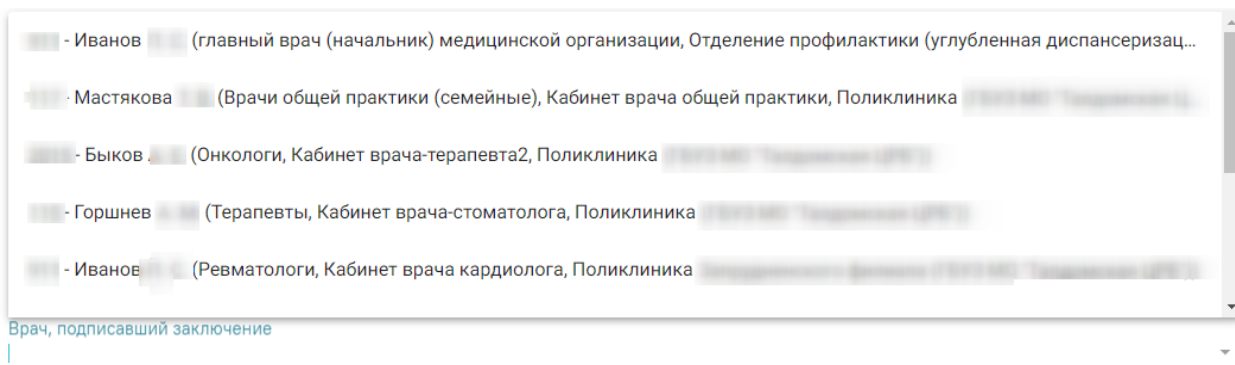 - Иванов (главный врач (начальник) медицинской организации, Отделение профилактики (углубленная диспансеризац...
- Мастякова (Врачи общей практики (семейные), Кабинет врача общей практики, Поликлиника
- Быков (Онкологи, Кабинет врача-терапевта2, Поликлиника
- Горшнев (Терапевты, Кабинет врача-стоматолога, Поликлиника
- Иванов (Ревматологи, Кабинет врача кардиолога, Поликлиника
Врач, подписавший заключение